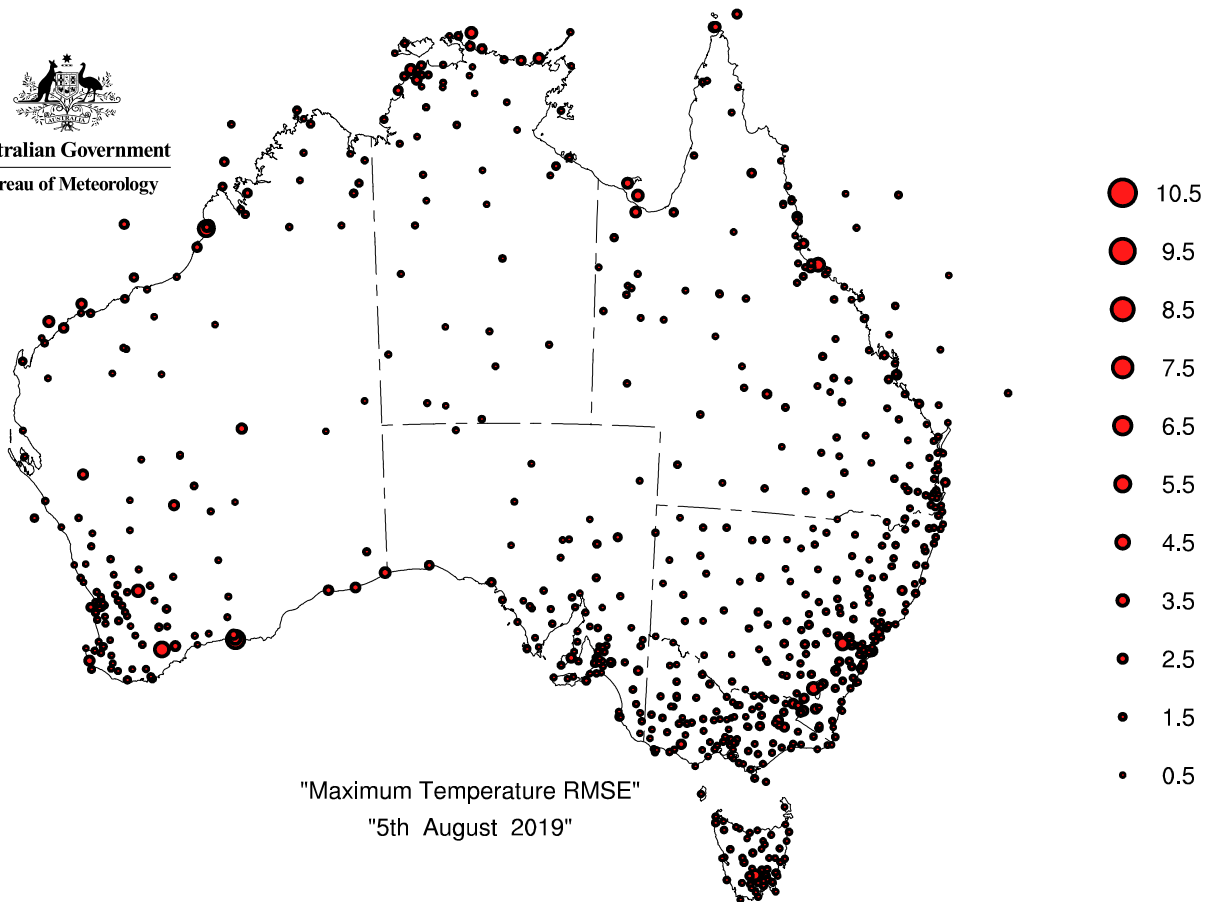 AUSTRALIA
tralian Government
reau of Meteorology
10.5
9.5
8.5
7.5
6.5
5.5
4.5
3.5
2.5
1.5
0.5
"Maximum Temperature RMSE"
"5th August 2019"